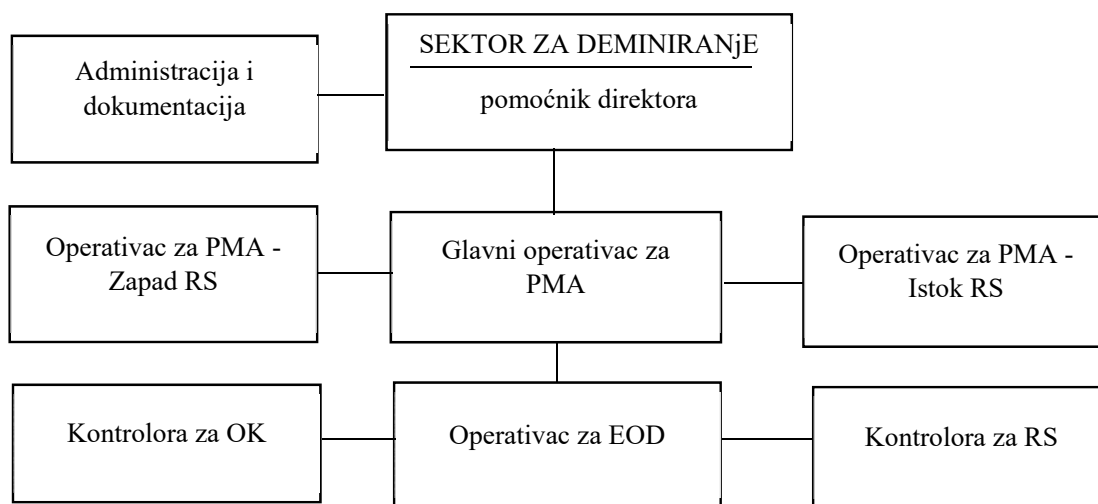 SEKTOR ZA DEMINIRANjE
pomoćnik direktora
Administracija i
dokumentacija
Operativac za PMA -
Zapad RS
Glavni operativac za
PMA
Operativac za PMA -
Istok RS
Kontrolora za OK
Operativac za EOD
Kontrolora za RS